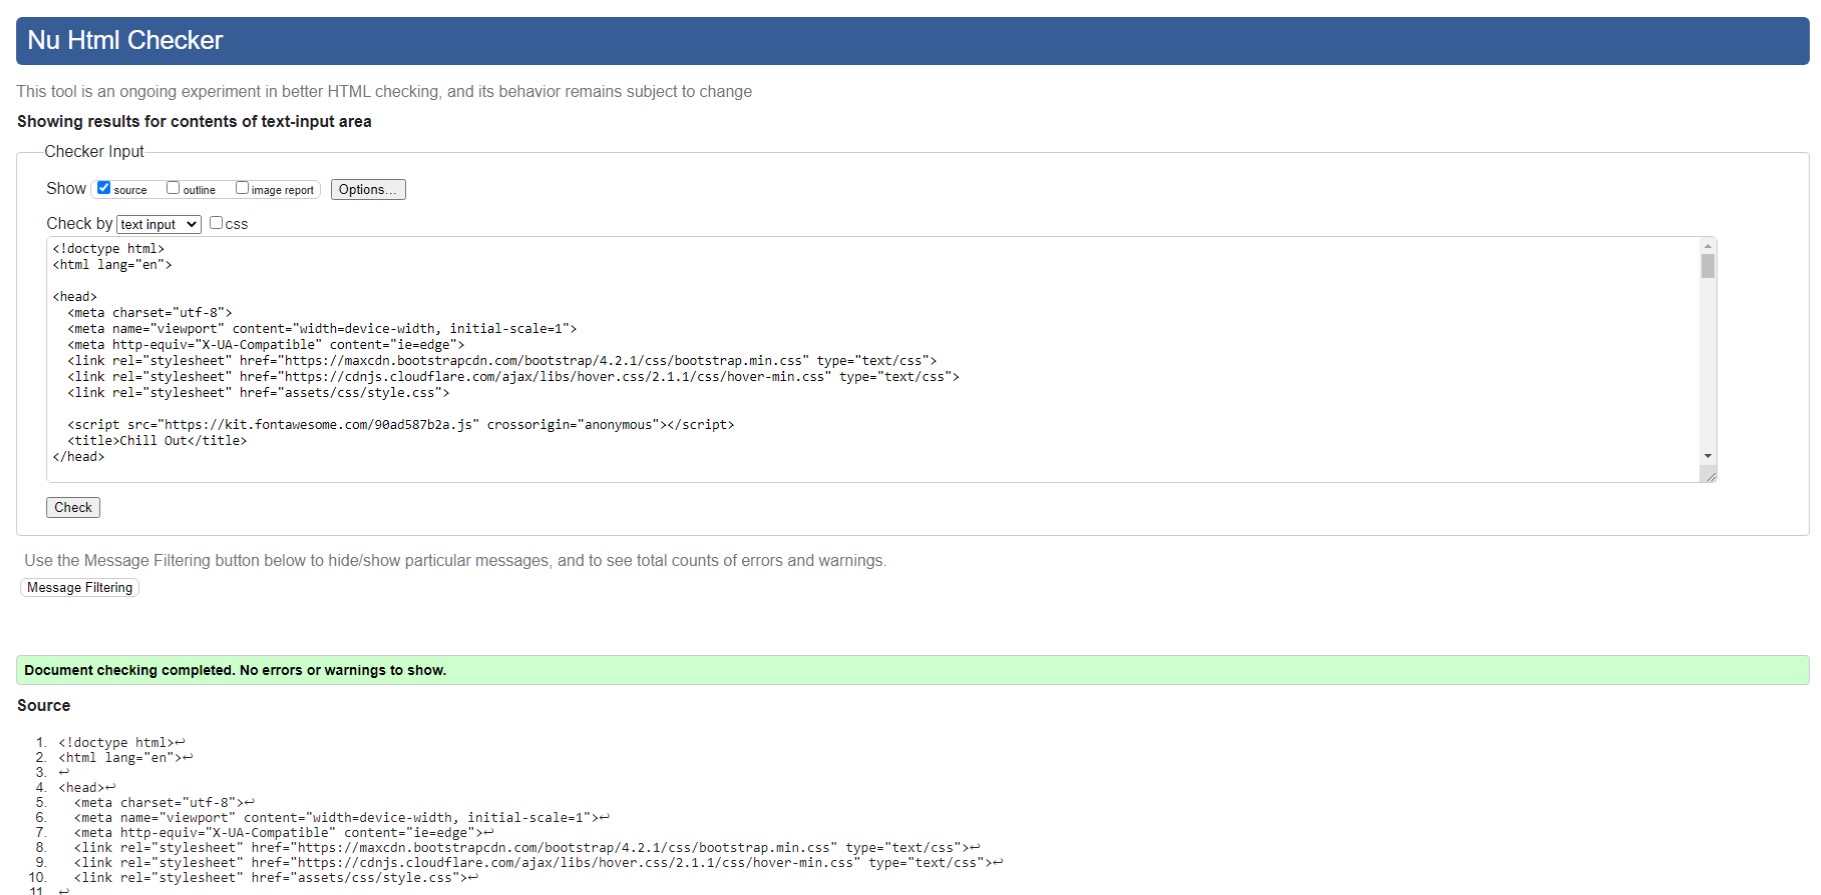 Nu Html Checker
This tool is an ongoing experiment in better HTML checking, and its behavior remains subject to change
Showing results for contents of text-input area
Checker Input
Show source outline image report Options...
Check by text input css
<!doctype html>
<html lang="en">
<head>
<meta charset="utf-8">
<meta name="viewport" content="width=device-width, initial-scale=1">
<meta http-equiv="X-UA-Compatible" content="ie=edge">
<link rel="stylesheet" href="https://maxcdn.bootstrapcdn.com/bootstrap/4.2.1/css/bootstrap.min.css" type="text/css">
<link rel="stylesheet" href="https://cdnjs.cloudflare.com/ajax/libs/hover.css/2.1.1/css/hover-min.css" type="text/css">
<link rel="stylesheet" href="assets/css/style.css">
<script src="https://kit.fontawesome.com/90ad587b2a.js" crossorigin="anonymous"></script>
<title>Chill Out</title>
</head>
Check
Use the Message Filtering button below to hide/show particular messages, and to see total counts of errors and warnings.
Message Filtering
Document checking completed. No errors or warnings to show.
Source
1. <!doctype html>↩
2. <html lang="en">↩
3. ↩
4. <head>↩
5. <meta charset="utf-8">↩
6. <meta name="viewport" content="width=device-width, initial-scale=1">↩
7. <meta http-equiv="X-UA-Compatible" content="ie=edge">↩
8. <link rel="stylesheet" href="https://maxcdn.bootstrapcdn.com/bootstrap/4.2.1/css/bootstrap.min.css" type="text/css">↩
9. <link rel="stylesheet" href="https://cdnjs.cloudflare.com/ajax/libs/hover.css/2.1.1/css/hover-min.css" type="text/css">↩
10. <link rel="stylesheet" href="assets/css/style.css">↩
11. ↩